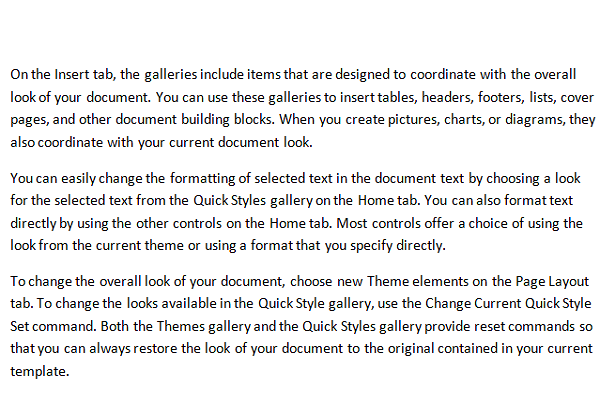 On the Insert tab, the galleries include items that are designed to coordinate with the overall
look of your document. You can use these galleries to insert tables, headers, footers, lists, cover
pages, and other document building blocks. When you create pictures, charts, or diagrams, they
also coordinate with your current document look.
You can easily change the formatting of selected text in the document text by choosing a look
for the selected text from the Quick Styles gallery on the Home tab. You can also format text
directly by using the other controls on the Home tab. Most controls offer a choice of using the
look from the current theme or using a format that you specify directly.
To change the overall look of your document, choose new Theme elements on the Page Layout
tab. To change the looks available in the Quick Style gallery, use the Change Current Quick Style
Set command. Both the Themes gallery and the Quick Styles gallery provide reset commands so
that you can always restore the look of your document to the original contained in your current
template.